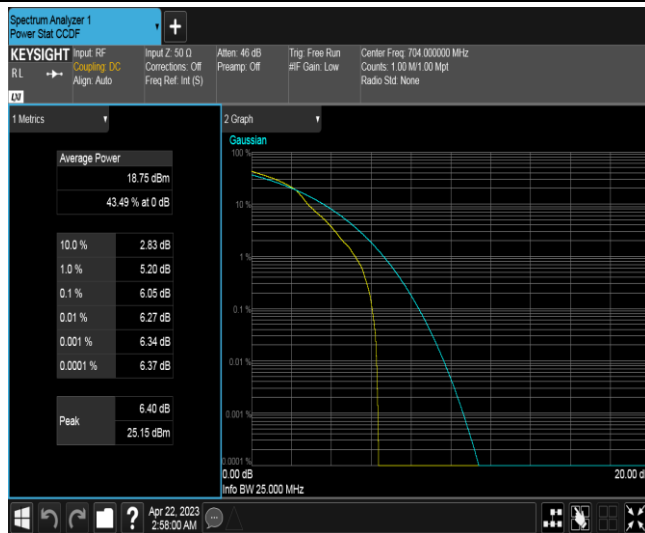 Spectrum Analyzer 1
Power Stat CCDF
+
KEYSIGHT
RL
LXI
Input: RF
Coupling: DC
Align: Auto
Input Z: 50 Ω
Corrections: Off
Freq Ref: Int (S)
Atten: 46 dB
Preamp: Off
Trig: Free Run
#IF Gain: Low
Center Freq: 704.000000 MHz
Counts: 1.00 M/1.00 Mpt
Radio Std: None
1 Metrics
Average Power
18.75 dBm
43.49 % at 0 dB
10.0 % 2.83 dB
1.0 % 5.20 dB
0.1 % 6.05 dB
0.01 % 6.27 dB
0.001 % 6.34 dB
0.0001 % 6.37 dB
Peak
6.40 dB
25.15 dBm
2 Graph
Gaussian
100 %
10 %
1 %
0.1 %
0.01 %
0.001 %
0.0001 %
0.00 dB
20.00 d
Info BW 25.000 MHz
?
Apr 22, 2023
2:58:00 AM